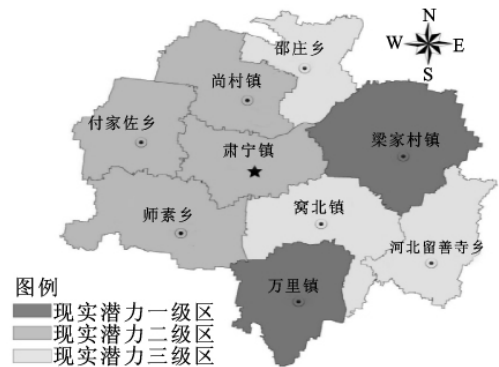 N
W E
S
邵庄乡
尚村镇
付家佐乡
肃宁镇
梁家村镇
师素乡
窝北镇
河北留善寺乡
万里镇
图例
现实潜力一级区
现实潜力二级区
现实潜力三级区